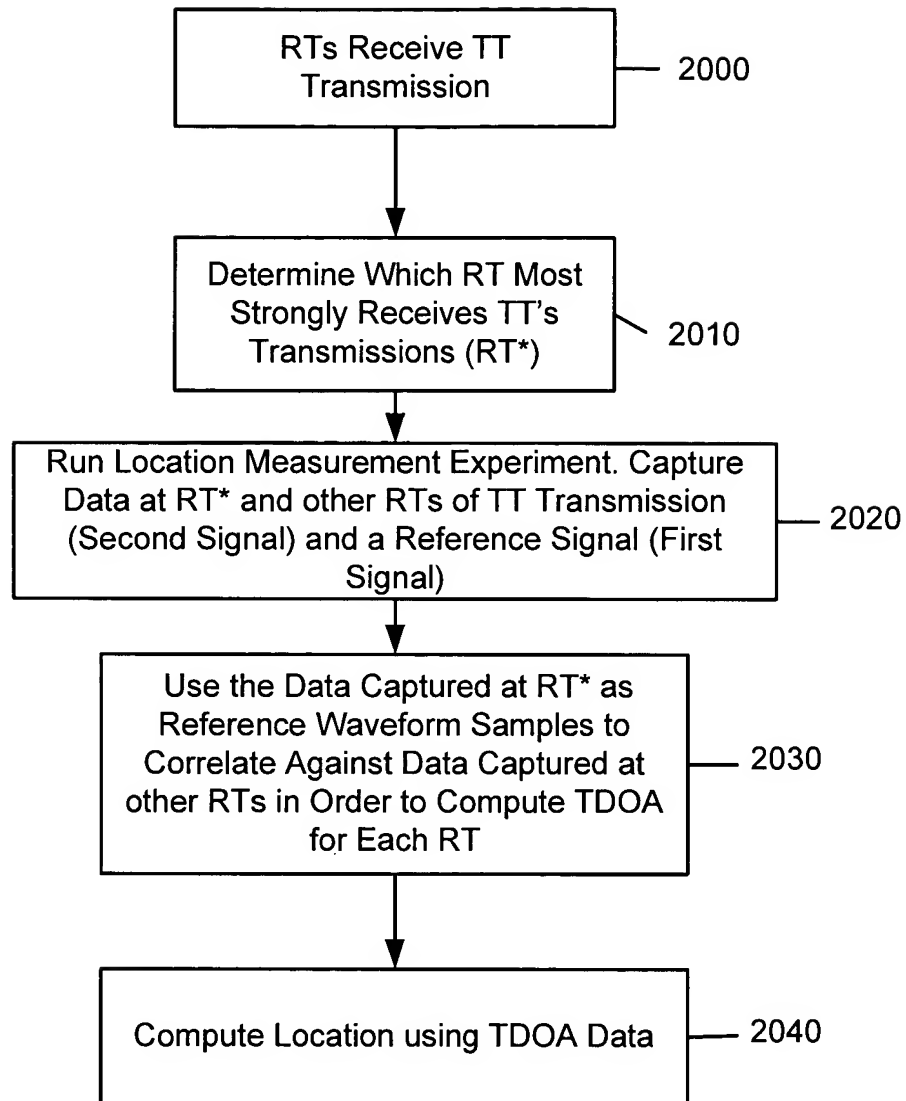 RTs Receive TT
Transmission
2000
Determine Which RT Most
Strongly Receives TT's
Transmissions (RT*)
2010
Run Location Measurement Experiment. Capture
Data at RT* and other RTs of TT Transmission
(Second Signal) and a Reference Signal (First
Signal)
2020
Use the Data Captured at RT* as
Reference Waveform Samples to
Correlate Against Data Captured at
other RTs in Order to Compute TDOA
for Each RT
2030
Compute Location using TDOA Data
2040